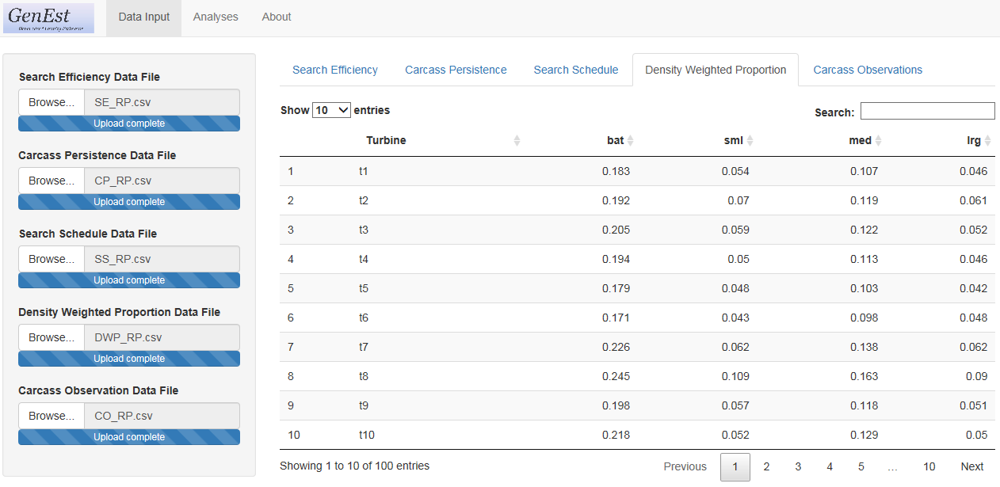 GenEst
Data Input Analyses About
Search Efficiency Data File
Browse... SE_RP.csv
Upload complete
Carcass Persistence Data File
Browse... CP_RP.csv
Upload complete
Search Schedule Data File
Browse... SS_RP.csv
Upload complete
Density Weighted Proportion Data File
Browse... DWP_RP.csv
Upload complete
Carcass Observation Data File
Browse... CO_RP.csv
Upload complete
Search Efficiency Carcass Persistence Search Schedule Density Weighted Proportion Carcass Observations
Show 10 entries Search:
Turbine bat sml med lrg
1 t1 0.183 0.054 0.107 0.046
2 t2 0.192 0.07 0.119 0.061
3 t3 0.205 0.059 0.122 0.052
4 t4 0.194 0.05 0.113 0.046
5 t5 0.179 0.048 0.103 0.042
6 t6 0.171 0.043 0.098 0.048
7 t7 0.226 0.062 0.138 0.062
8 t8 0.245 0.109 0.163 0.09
9 t9 0.198 0.057 0.118 0.051
10 t10 0.218 0.052 0.129 0.05
Showing 1 to 10 of 100 entries Previous 1 2 3 4 5 ... 10 Next